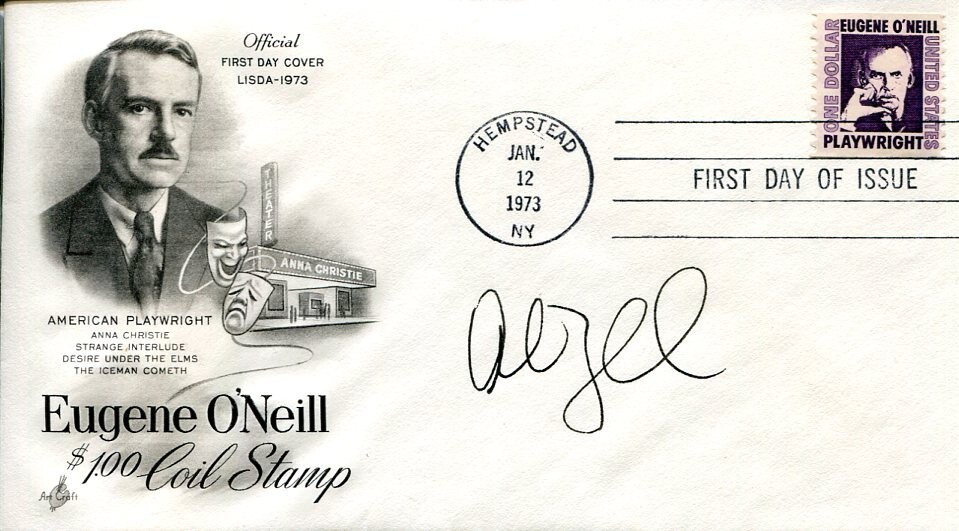 Official
FIRST DAY COVER
LISDA-1973
THEATER
ANNA CHRISTIE
AMERICAN PLAYWRIGHT
ANNA CHRISTIE
STRANGE INTERLUDE
DESIRE UNDER THE ELMS
THE ICEMAN COMETH
Eugene O'Neill
$1.00 Coil Stamp
Art Craft
HEMPSTEAD
JAN.
12
1973
NY
EUGENE O'NEILL
ONE DOLLAR
UNITED STATES
PLAYWRIGHT
FIRST DAY OF ISSUE